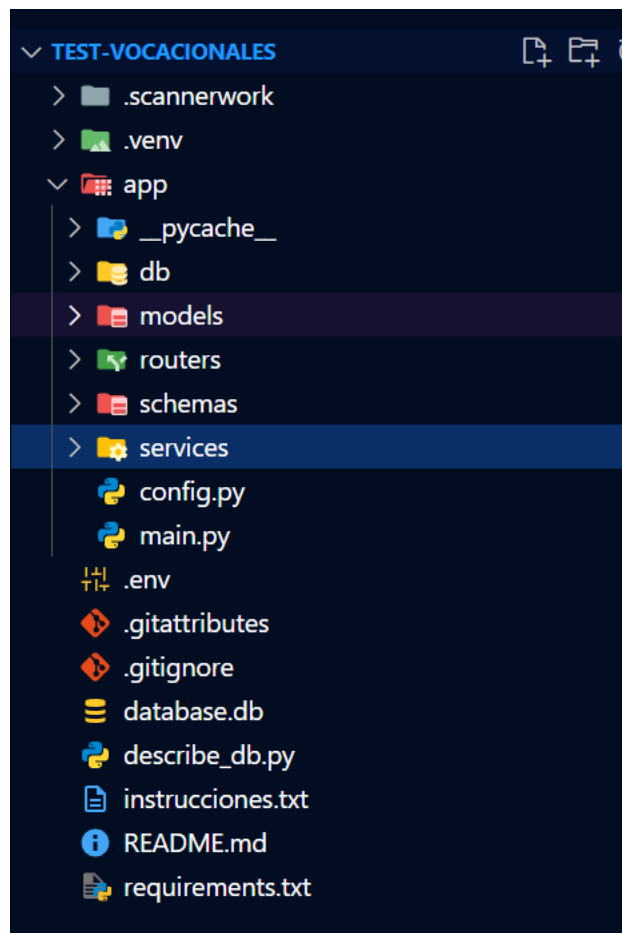 TEST-VOCACIONALES
.scannerwork
.venv
app
__pycache__
db
models
routers
schemas
services
config.py
main.py
.env
.gitattributes
.gitignore
database.db
describe_db.py
instrucciones.txt
README.md
requirements.txt